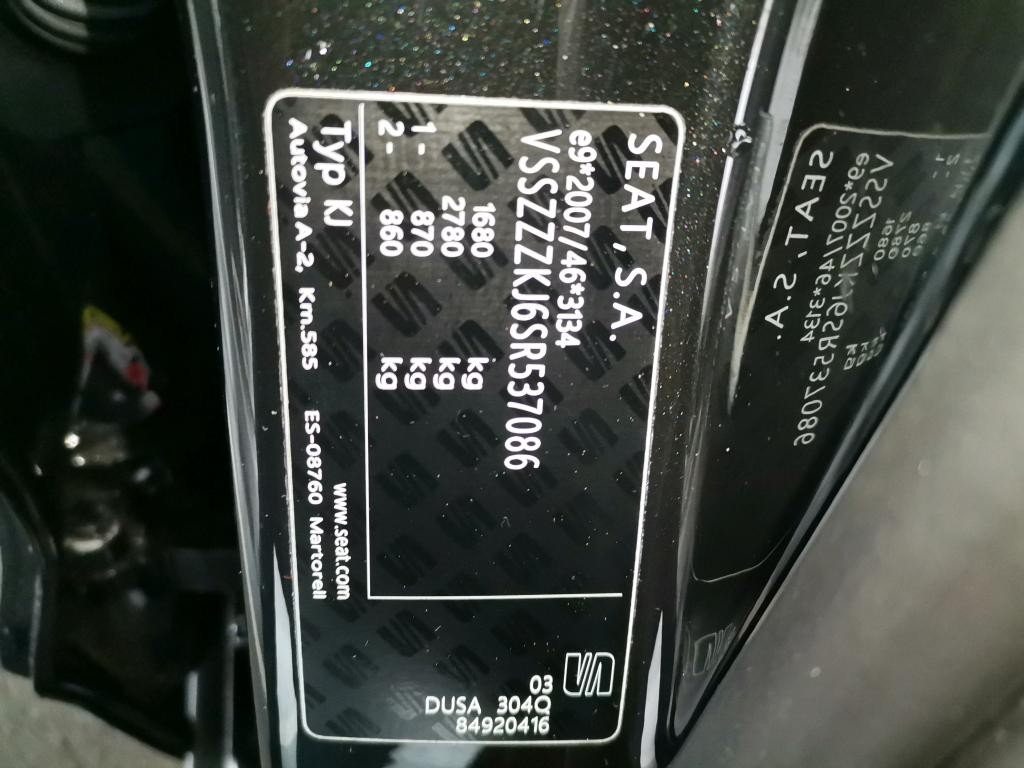 SEAT, S.A.
e9*2007/46*3134
VSSZZZKJ6SR537086
1680 kg
2780 kg
1- 870 kg
2- 860 kg
Typ KJ
www.seat.com
Autovia A-2, Km.585 ES-08760 Martorell
03
DUSA 304Q
84920416